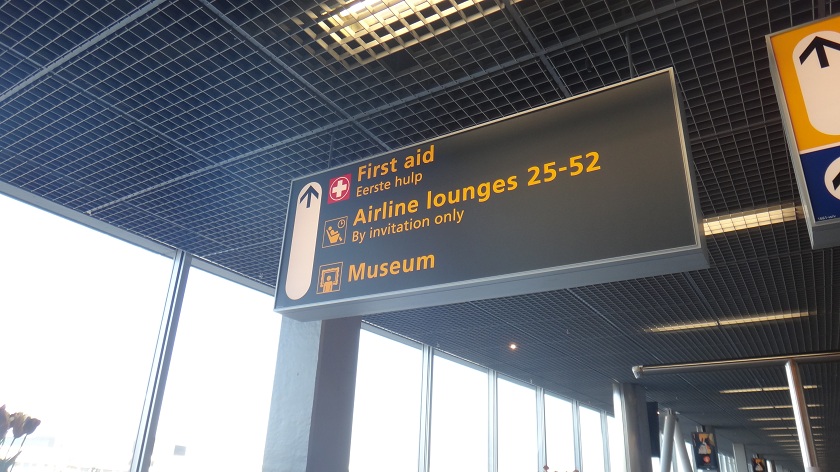 First aid
Eerste hulp
Airline lounges 25-52
By invitation only
Museum